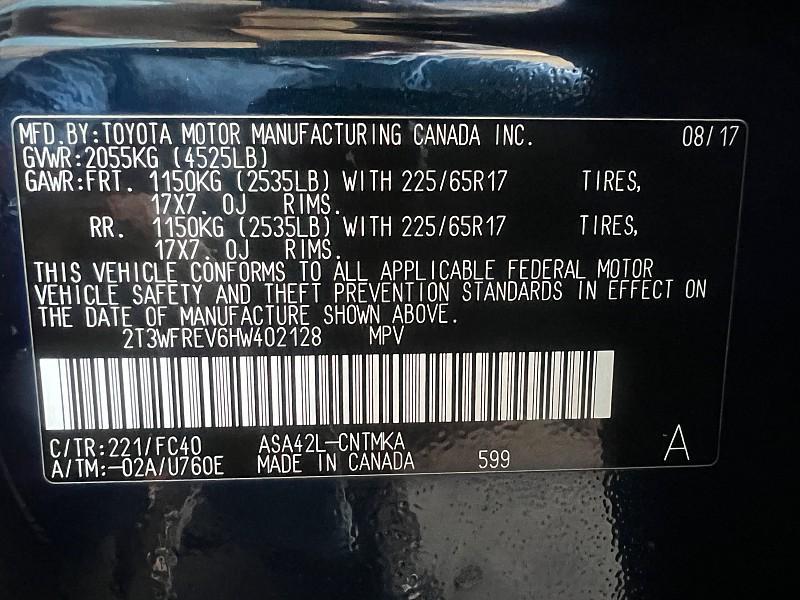 MFD.BY:TOYOTA MOTOR MANUFACTURING CANADA INC. 08/17
GVWR:2055KG (4525LB)
GAWR:FRT. 1150KG (2535LB) WITH 225/65R17 TIRES,
17X7. OJ RIMS.
RR. 1150KG (2535LB) WITH 225/65R17 TIRES,
17X7. OJ RIMS.
THIS VEHICLE CONFORMS TO ALL APPLICABLE FEDERAL MOTOR
VEHICLE SAFETY AND THEFT PREVENTION STANDARDS IN EFFECT ON
THE DATE OF MANUFACTURE SHOWN ABOVE.
2T3WFREV6HW402128 MPV
C/TR:221/FC40 ASA42L-CNTMKA
A/TM:-02A/U760E MADE IN CANADA 599 A